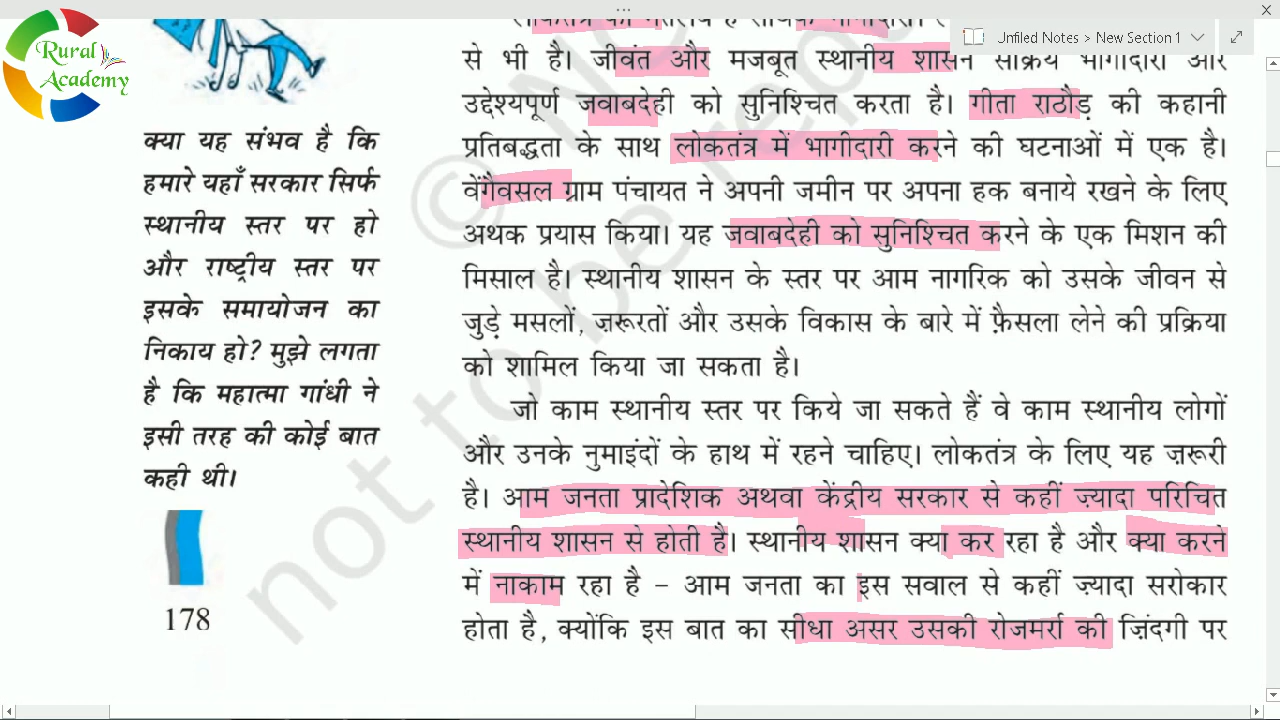 Rural
Academy
Unfiled Notes > New Section 1
से भी है। जीवंत और मजबूत स्थानीय शासन सक्रिय भागीदारी और
उद्देश्यपूर्ण जवाबदेही को सुनिश्चित करता है। गीता राठौड़ की कहानी
प्रतिबद्धता के साथ लोकतंत्र में भागीदारी करने की घटनाओं में एक है।
वेंगैवसल ग्राम पंचायत ने अपनी जमीन पर अपना हक बनाये रखने के लिए
अथक प्रयास किया। यह जवाबदेही को सुनिश्चित करने के एक मिशन की
मिसाल है। स्थानीय शासन के स्तर पर आम नागरिक को उसके जीवन से
जुड़े मसलों, ज़रूरतों और उसके विकास के बारे में फ़ैसला लेने की प्रक्रिया
को शामिल किया जा सकता है।
जो काम स्थानीय स्तर पर किये जा सकते हैं वे काम स्थानीय लोगों
और उनके नुमाइंदों के हाथ में रहने चाहिए। लोकतंत्र के लिए यह ज़रूरी
है। आम जनता प्रादेशिक अथवा केंद्रीय सरकार से कहीं ज़्यादा परिचित
स्थानीय शासन से होती है। स्थानीय शासन क्या कर रहा है और क्या करने
में नाकाम रहा है – आम जनता का इस सवाल से कहीं ज़्यादा सरोकार
होता है, क्योंकि इस बात का सीधा असर उसकी रोजमर्रा की ज़िंदगी पर
क्या यह संभव है कि
हमारे यहाँ सरकार सिर्फ
स्थानीय स्तर पर हो
और राष्ट्रीय स्तर पर
इसके समायोजन का
निकाय हो? मुझे लगता
है कि महात्मा गांधी ने
इसी तरह की कोई बात
कही थी।
178
© N
not to be rep